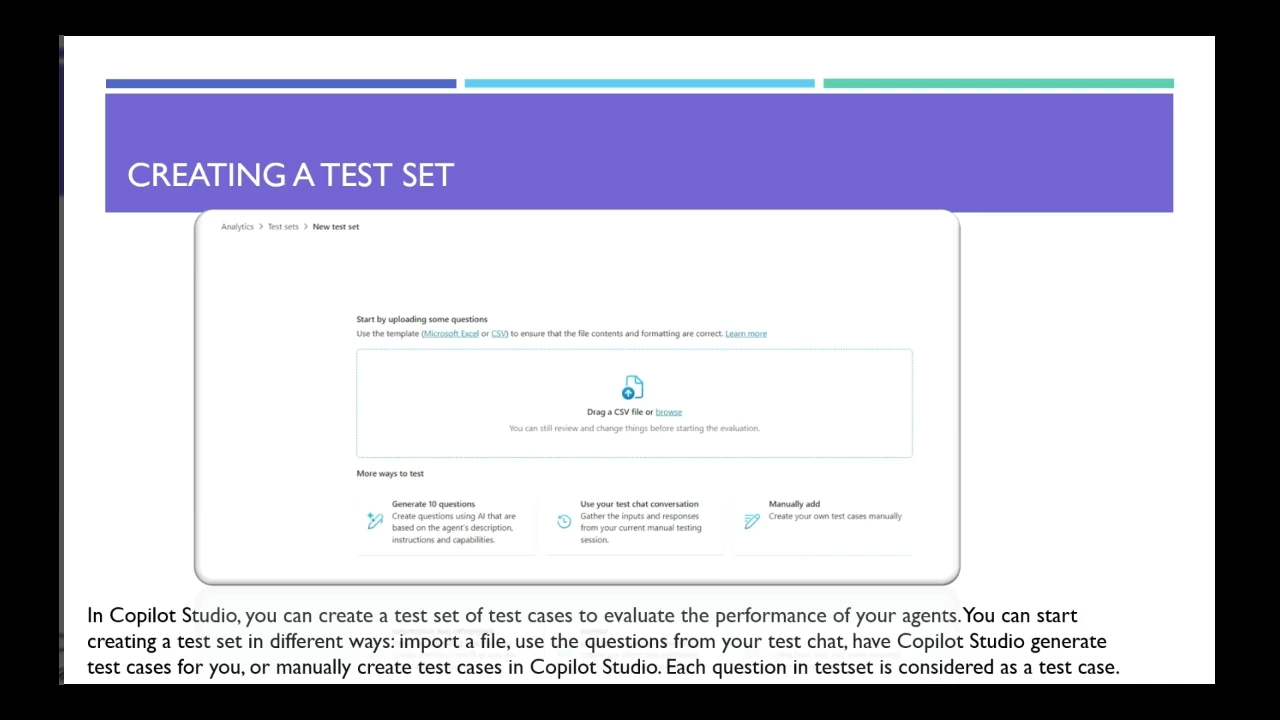 CREATING A TEST SET
Analytics > Test sets > New test set
Start by uploading some questions
Use the template (Microsoft Excel or CSV) to ensure that the file contents and formatting are correct. Learn more
Drag a CSV file or browse
You can still review and change things before starting the evaluation.
More ways to test
Generate 10 questions
Create questions using AI that are
based on the agent's description,
instructions and capabilities.
Use your test chat conversation
Gather the inputs and responses
from your current manual testing
session.
Manually add
Create your own test cases manually
In Copilot Studio, you can create a test set of test cases to evaluate the performance of your agents. You can start
creating a test set in different ways: import a file, use the questions from your test chat, have Copilot Studio generate
test cases for you, or manually create test cases in Copilot Studio. Each question in testset is considered as a test case.